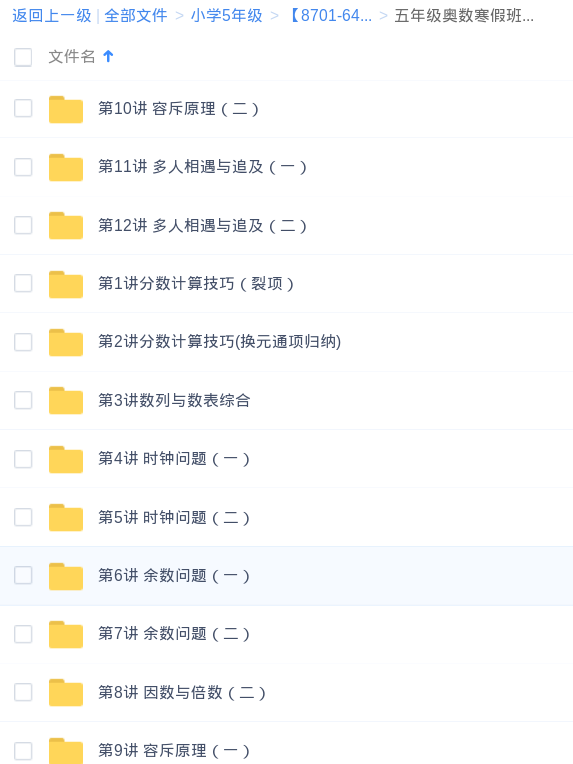 返回上一级 | 全部文件 > 小学5年级 > 【8701-64... > 五年级奥数寒假班...
文件名
第10讲 容斥原理（二）
第11讲 多人相遇与追及（一）
第12讲 多人相遇与追及（二）
第1讲分数计算技巧（裂项）
第2讲分数计算技巧(换元通项归纳)
第3讲数列与数表综合
第4讲 时钟问题（一）
第5讲 时钟问题（二）
第6讲 余数问题（一）
第7讲 余数问题（二）
第8讲 因数与倍数（二）
第9讲 容斥原理（一）